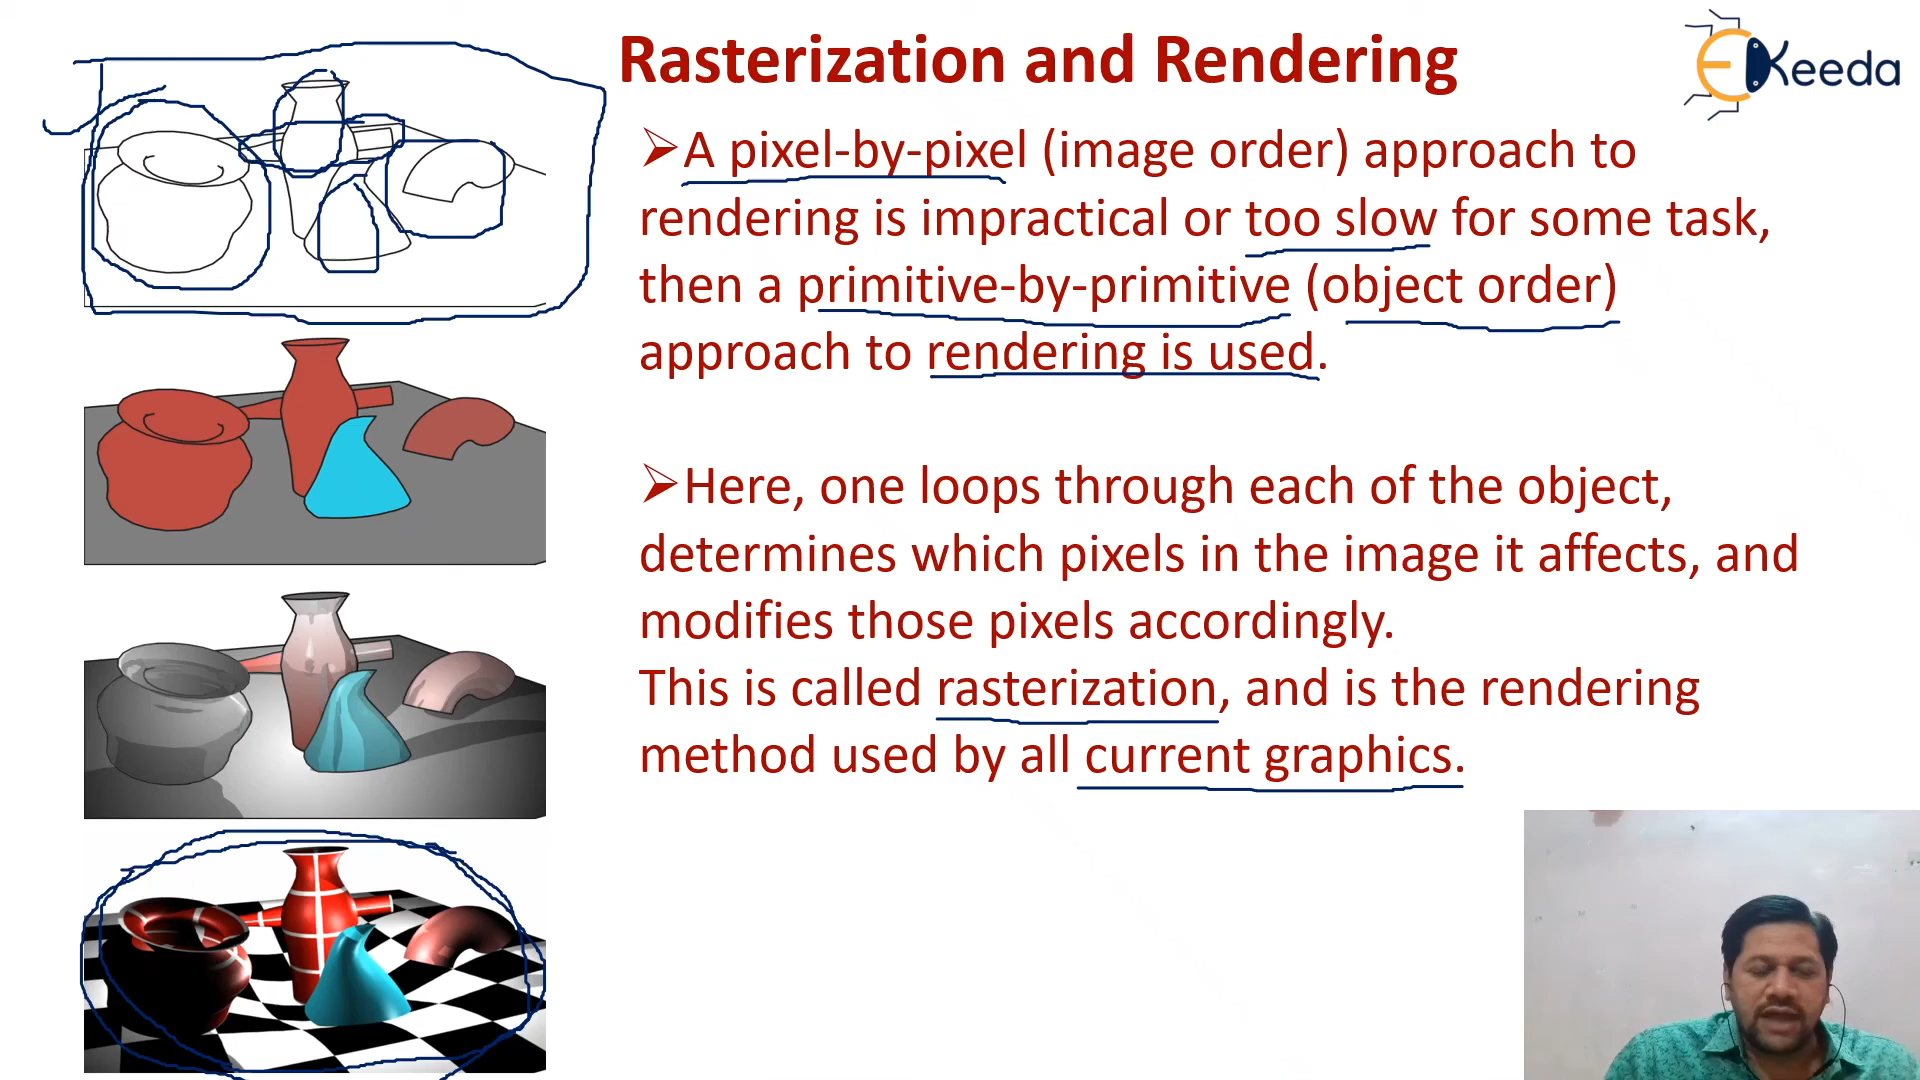 Rasterization and Rendering
EKeeda
➢A pixel-by-pixel (image order) approach to
rendering is impractical or too slow for some task,
then a primitive-by-primitive (object order)
approach to rendering is used.
➢Here, one loops through each of the object,
determines which pixels in the image it affects, and
modifies those pixels accordingly.
This is called rasterization, and is the rendering
method used by all current graphics.